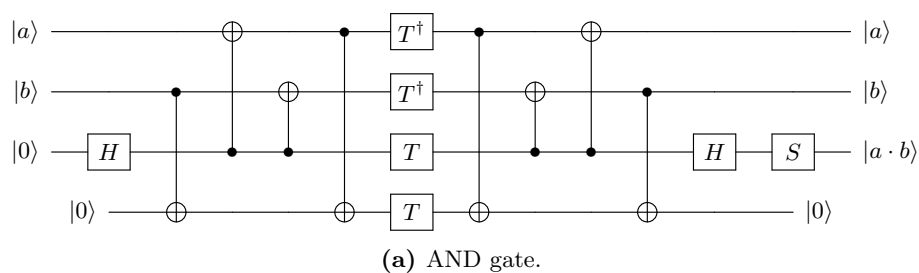 |a⟩ T† |a⟩
|b⟩ T† |b⟩
|0⟩ H T H S |a · b⟩
|0⟩ T |0⟩
(a) AND gate.